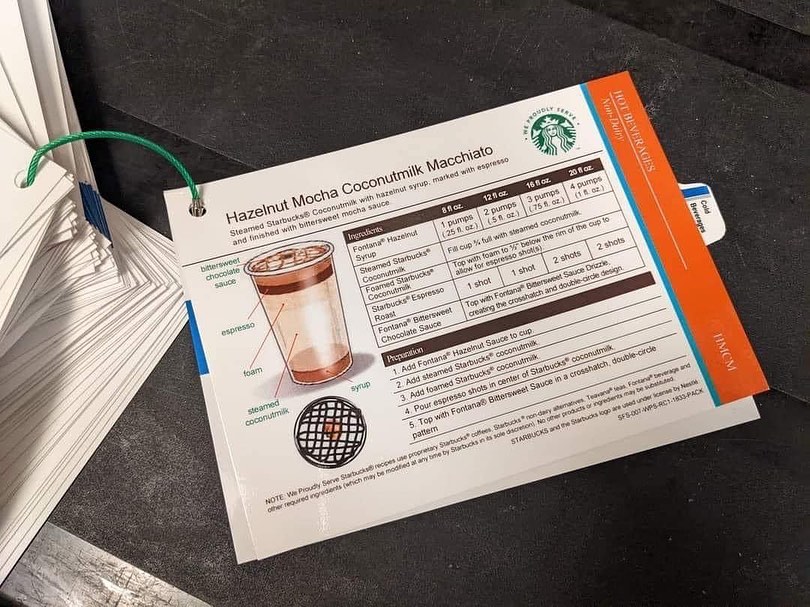 WE PROUDLY SERVE
HOT BEVERAGES
Non-Dairy
Cold
Beverages
HMCM
Hazelnut Mocha Coconutmilk Macchiato
Steamed Starbucks® Coconutmilk with hazelnut syrup, marked with espresso
and finished with bittersweet mocha sauce
bittersweet
chocolate
sauce
espresso
foam
steamed
coconutmilk
syrup
Ingredients 8 fl oz. 12 fl oz. 16 fl oz. 20 fl oz.
Fontana® Hazelnut
Syrup
1 pumps
(.25 fl. oz.)
2 pumps
(.5 fl. oz.)
3 pumps
(.75 fl. oz.)
4 pumps
(1 fl. oz.)
Steamed Starbucks®
Coconutmilk
Fill cup ¾ full with steamed coconutmilk.
Foamed Starbucks®
Coconutmilk
Top with foam to ½" below the rim of the cup to
allow for espresso shot(s)
Starbucks® Espresso
Roast
1 shot 1 shot 2 shots 2 shots
Fontana® Bittersweet
Chocolate Sauce
Top with Fontana® Bittersweet Sauce Drizzle,
creating the crosshatch and double-circle design.
Preparation
1. Add Fontana® Hazelnut Sauce to cup.
2. Add steamed Starbucks® coconutmilk.
3. Add foamed Starbucks® coconutmilk.
4. Pour espresso shots in center of Starbucks® coconutmilk.
5. Top with Fontana® Bittersweet Sauce in a crosshatch, double-circle
pattern
NOTE: We Proudly Serve Starbucks® recipes use proprietary Starbucks® coffees, Starbucks® non-dairy alternatives, Teavana® teas, Fontana® beverage and
other required ingredients (which may be modified at any time by Starbucks in its sole discretion). No other products or ingredients may be substituted.
STARBUCKS and the Starbucks logo are used under license by Nestlé
SFS-007-WPS-RC1-1833-PACK